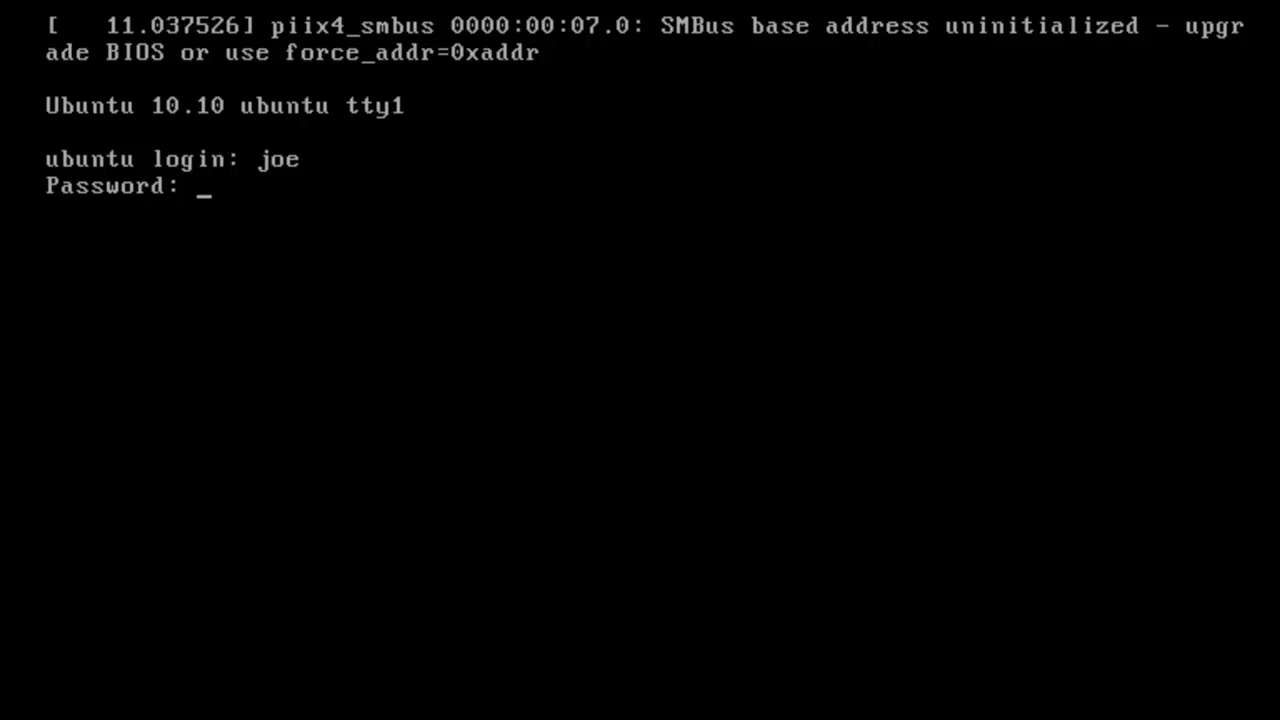 [   11.037526] piix4_smbus 0000:00:07.0: SMBus base address uninitialized - upgr
ade BIOS or use force_addr=0xaddr
Ubuntu 10.10 ubuntu tty1
ubuntu login: joe
Password: _